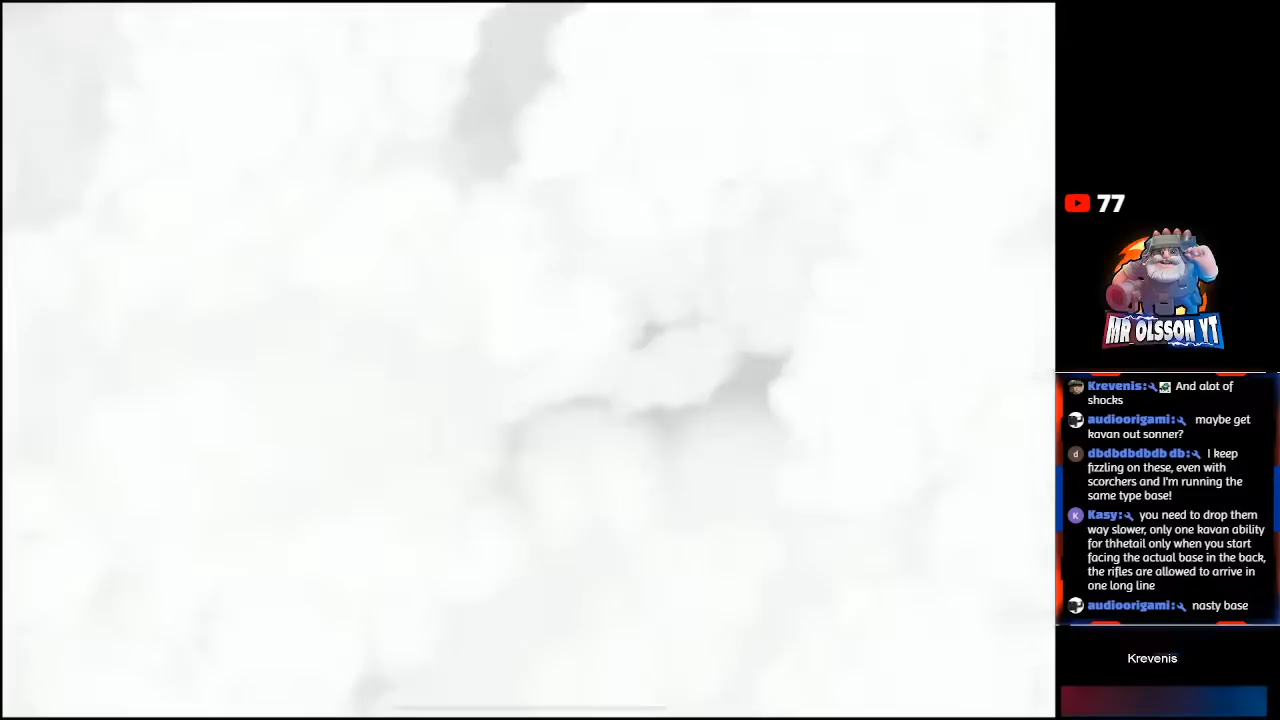 77
MR OLSSON YT
Krevenis: And alot of
shocks
audioorigami: maybe get
kavan out sonner?
dbdbdbdbdb db: I keep
fizzling on these, even with
scorchers and I'm running the
same type base!
Kasy: you need to drop them
way slower, only one kavan ability
for thhetail only when you start
facing the actual base in the back,
the rifles are allowed to arrive in
one long line
audioorigami: nasty base
Krevenis